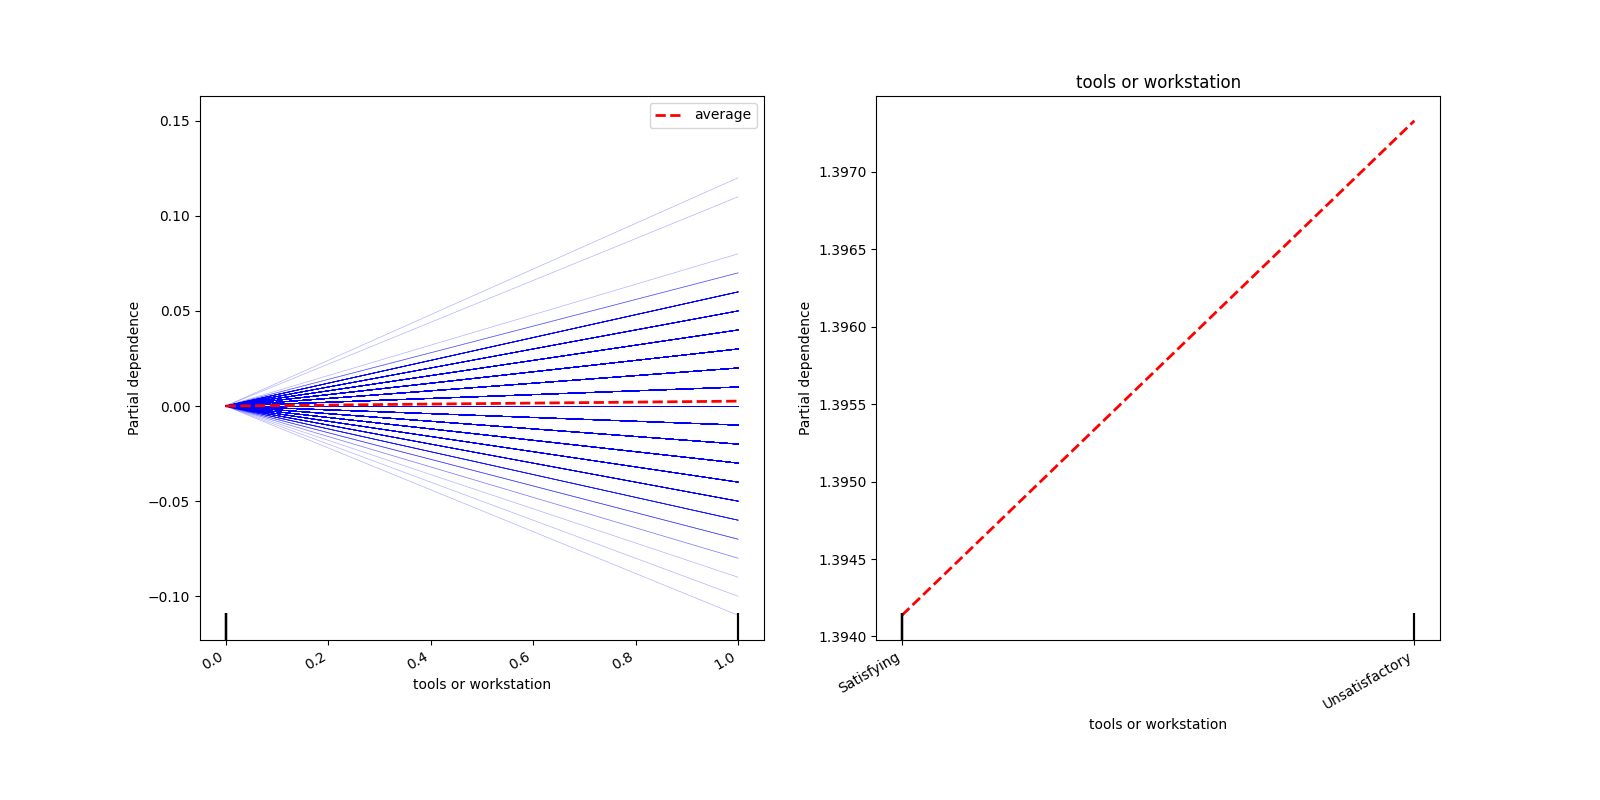 average
Partial dependence
0.15
0.10
0.05
0.00
−0.05
−0.10
0.0
0.2
0.4
0.6
0.8
1.0
tools or workstation
tools or workstation
Partial dependence
1.3970
1.3965
1.3960
1.3955
1.3950
1.3945
1.3940
Satisfying
Unsatisfactory
tools or workstation